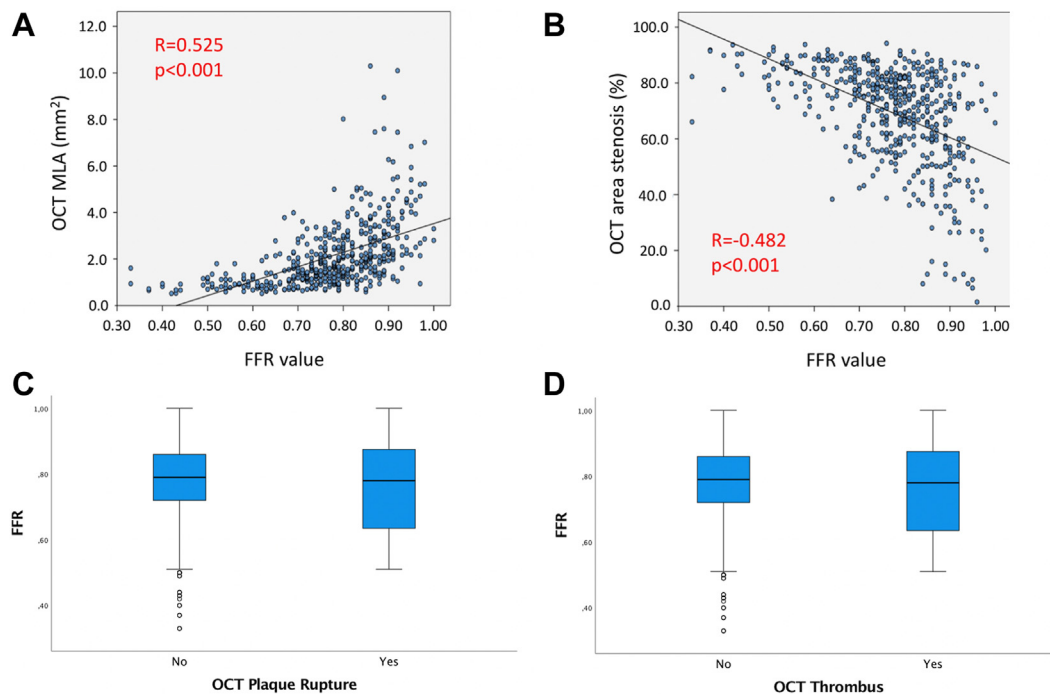 A
R=0.525
p<0.001
OCT MLA (mm²)
12.0
10.0
8.0
6.0
4.0
2.0
0.0
0.30 0.40 0.50 0.60 0.70 0.80 0.90 1.00
FFR value
B
R=-0.482
p<0.001
OCT area stenosis (%)
100.0
80.0
60.0
40.0
20.0
0.0
0.30 0.40 0.50 0.60 0.70 0.80 0.90 1.00
FFR value
C
FFR
1,00
,80
,60
,40
No Yes
OCT Plaque Rupture
D
FFR
1,00
,80
,60
,40
No Yes
OCT Thrombus